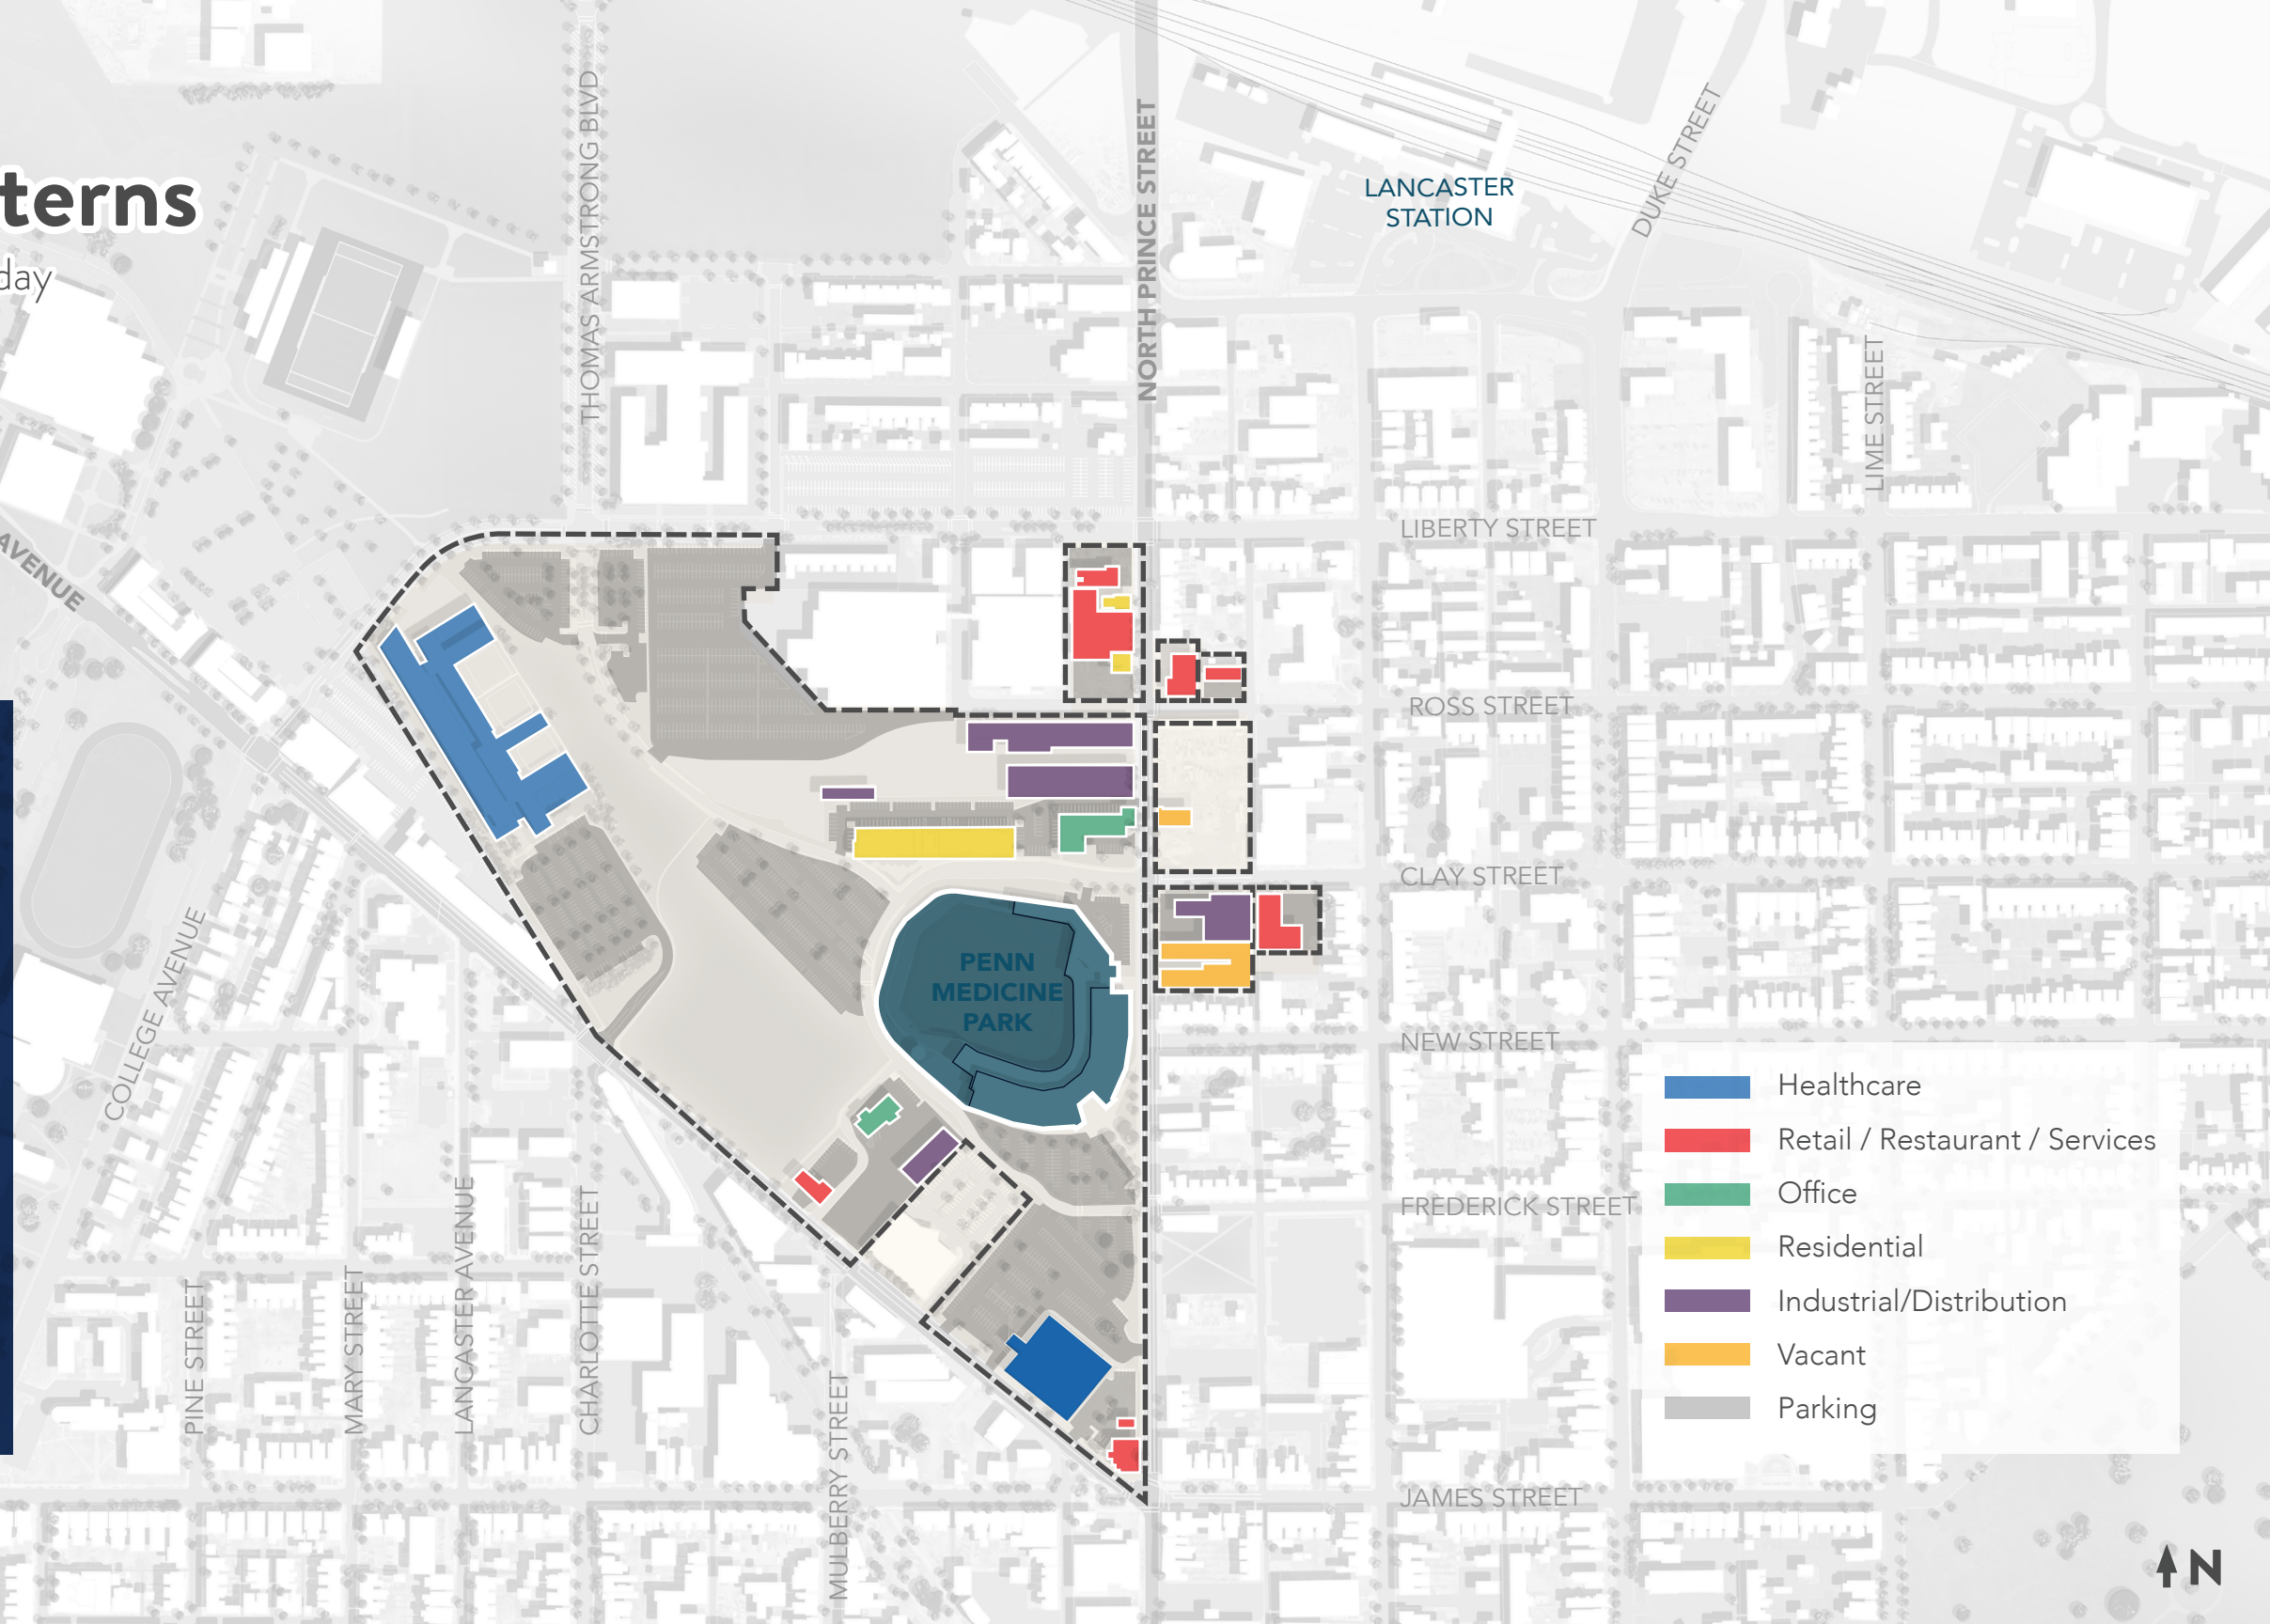 terns
day
THOMAS ARMSTRONG BLVD
NORTH PRINCE STREET
LANCASTER
STATION
DUKE STREET
LIME STREET
AVENUE
LIBERTY STREET
ROSS STREET
CLAY STREET
COLLEGE AVENUE
PENN
MEDICINE
PARK
NEW STREET
FREDERICK STREET
PINE STREET
MARY STREET
LANCASTER AVENUE
CHARLOTTE STREET
MULBERRY STREET
JAMES STREET
Healthcare
Retail / Restaurant / Services
Office
Residential
Industrial/Distribution
Vacant
Parking
N